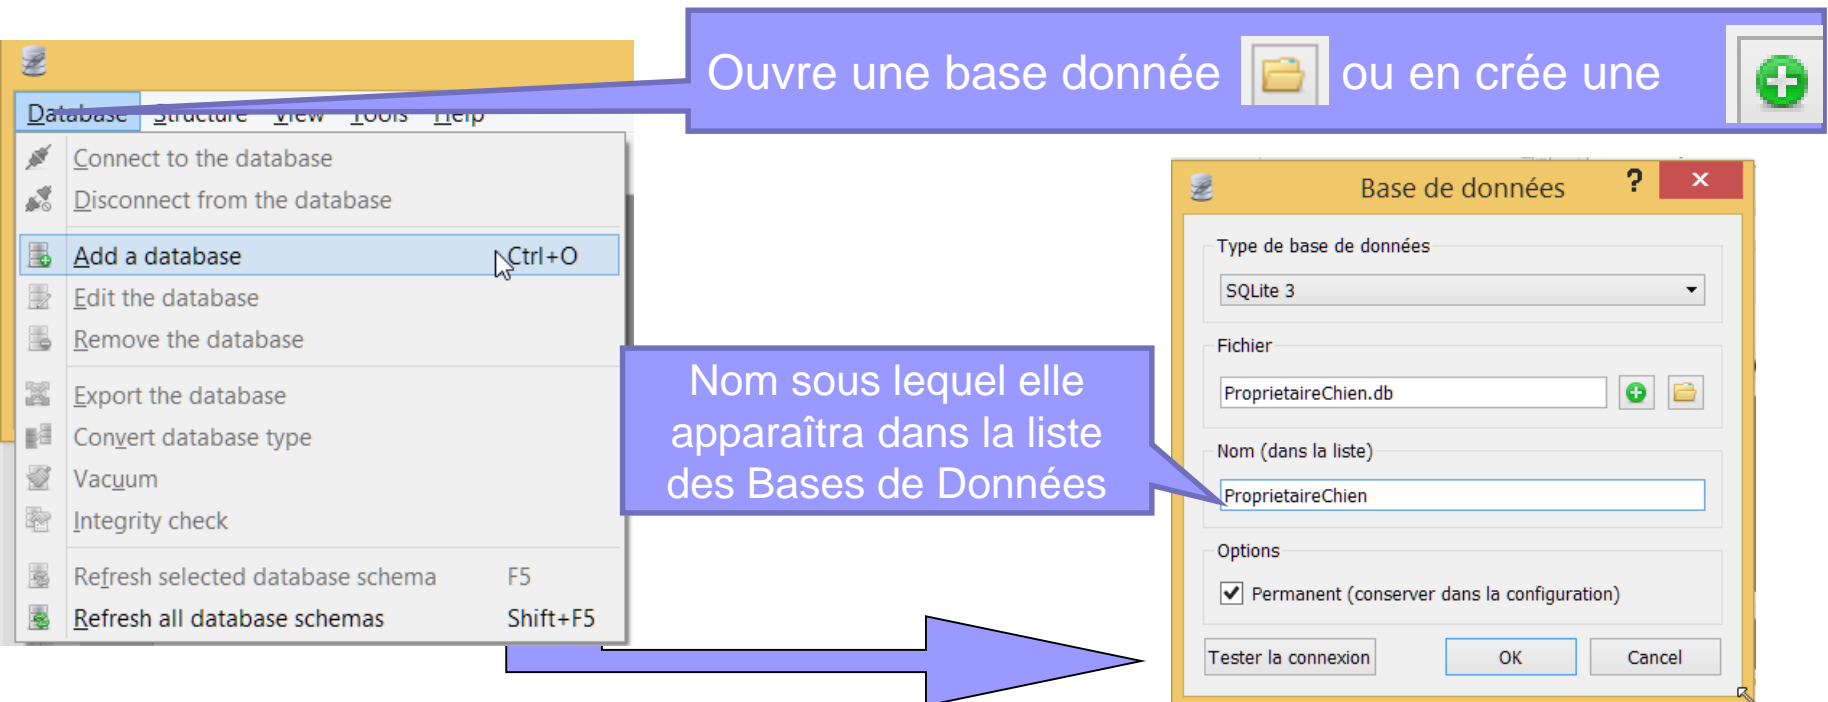 Ouvre une base donnée ou en crée une
Database Structure View Tools Help
Connect to the database
Disconnect from the database
Add a database Ctrl+O
Edit the database
Remove the database
Export the database
Convert database type
Vacuum
Integrity check
Refresh selected database schema F5
Refresh all database schemas Shift+F5
Nom sous lequel elle
apparaîtra dans la liste
des Bases de Données
Base de données ? x
Type de base de données
SQLite 3
Fichier
ProprietaireChien.db
Nom (dans la liste)
ProprietaireChien
Options
Permanent (conserver dans la configuration)
Tester la connexion OK Cancel